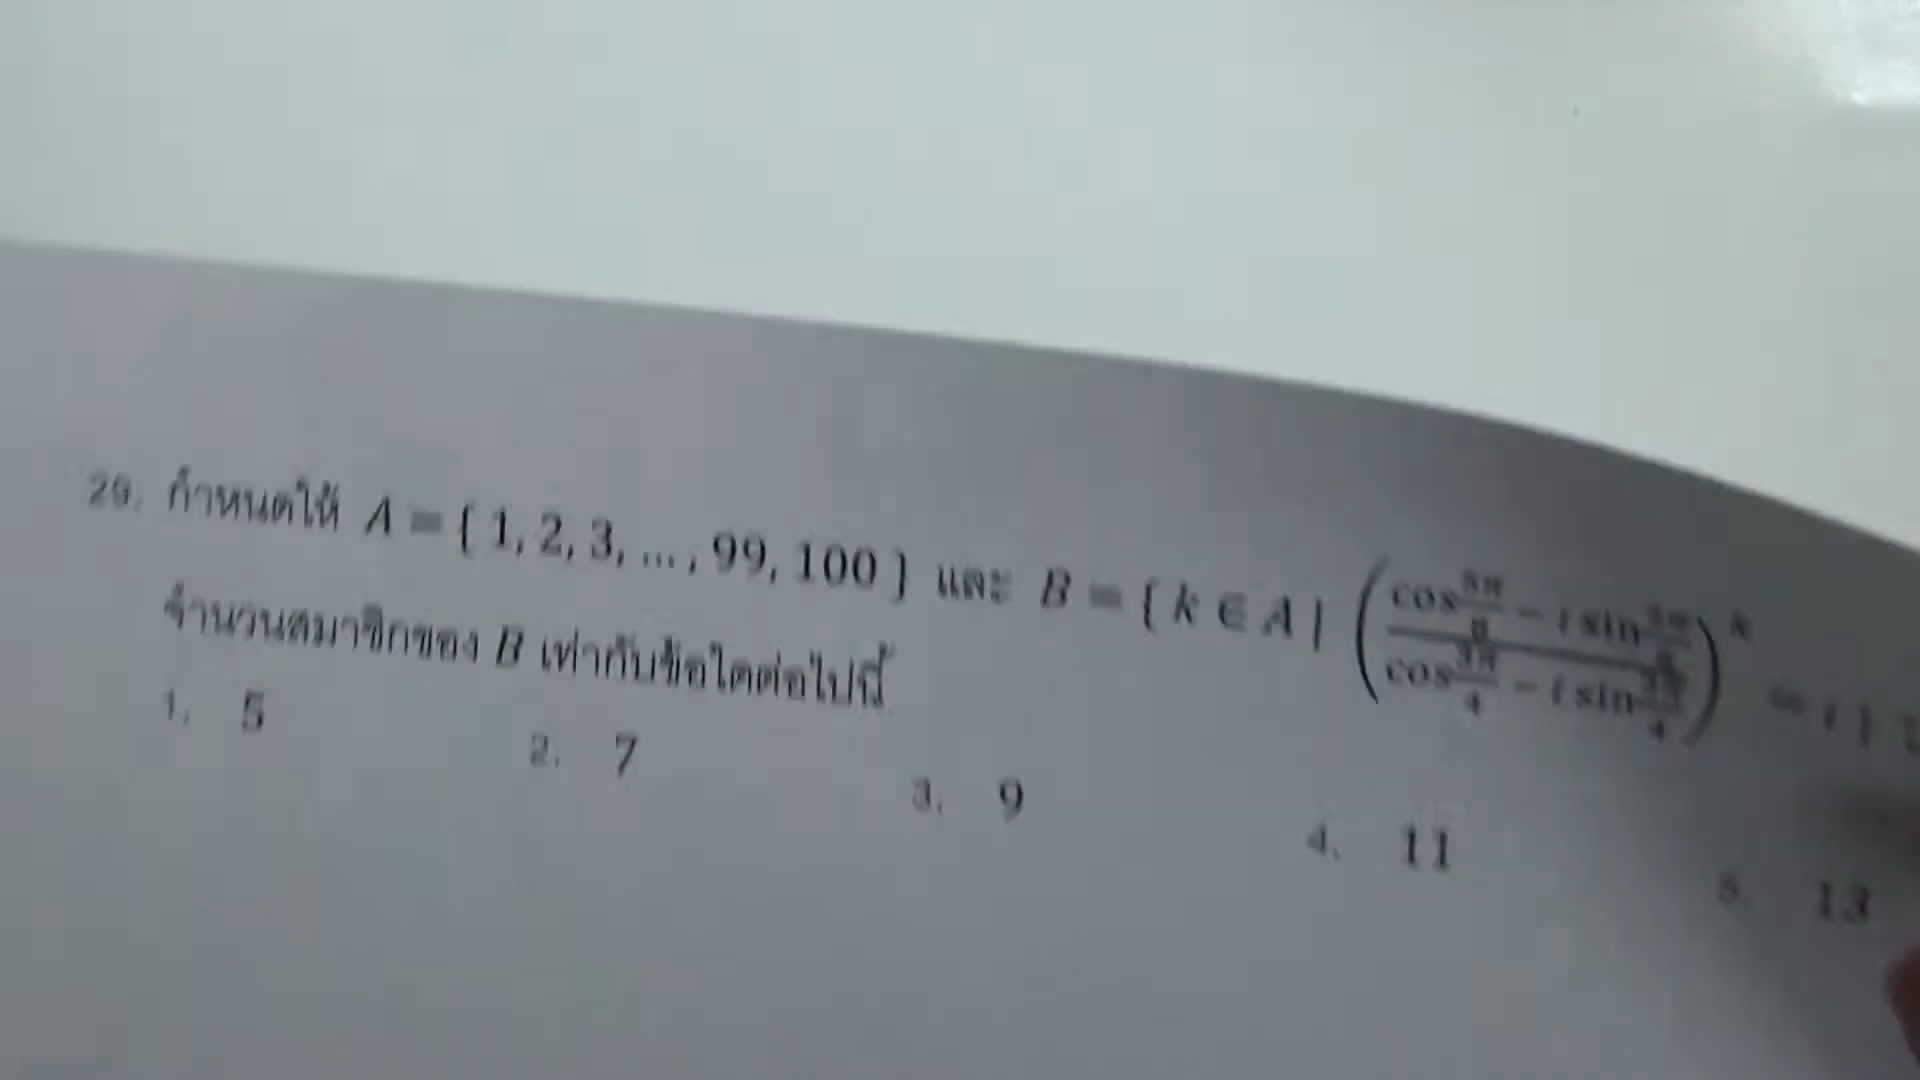 29. กำหนดให้ A = { 1, 2, 3, ... , 99, 100 } และ B = { k ∈ A | ( (cos 5π/8 − i sin 5π/8) / (cos 3π/4 − i sin 3π/4) )^k = i }
จำนวนสมาชิกของ B เท่ากับข้อใดต่อไปนี้
1. 5 2. 7 3. 9 4. 11 5. 13